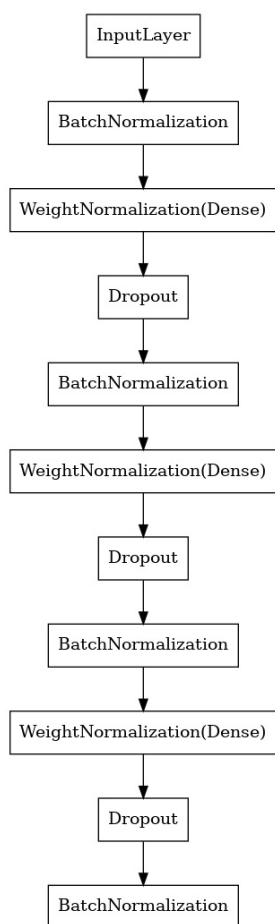 InputLayer
BatchNormalization
WeightNormalization(Dense)
Dropout
BatchNormalization
WeightNormalization(Dense)
Dropout
BatchNormalization
WeightNormalization(Dense)
Dropout
BatchNormalization